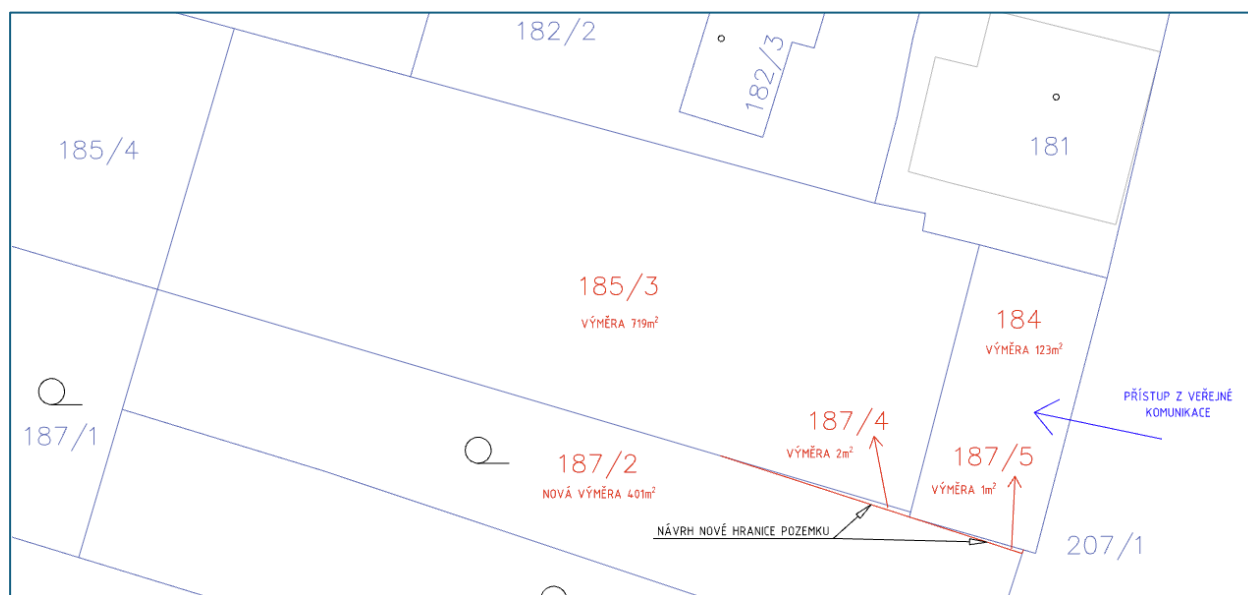 182/2
182/3
185/4
181
185/3
VÝMĚRA 719m²
184
VÝMĚRA 123m²
PŘÍSTUP Z VEŘEJNÉ
KOMUNIKACE
187/1
187/4
VÝMĚRA 2m²
187/2
NOVÁ VÝMĚRA 401m²
187/5
VÝMĚRA 1m²
NÁVRH NOVÉ HRANICE POZEMKU
207/1